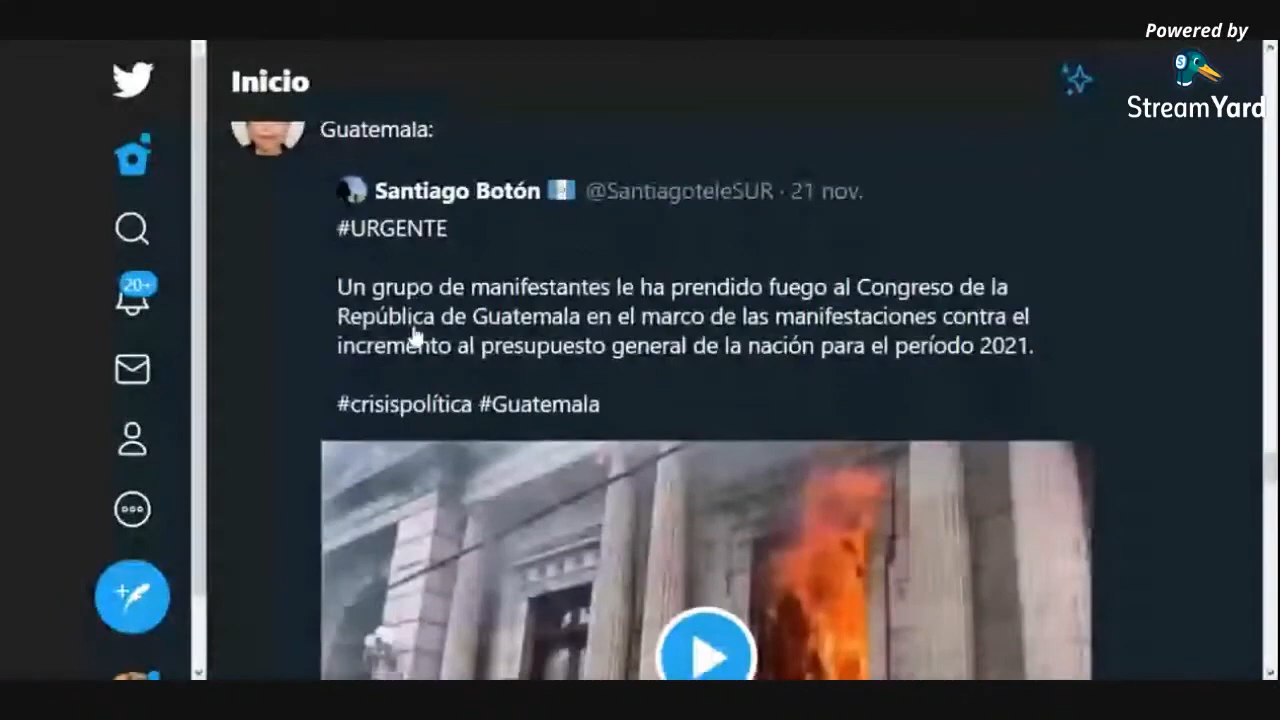 Powered by
StreamYard
Inicio
Guatemala:
Santiago Botón @SantiagoteleSUR · 21 nov.
#URGENTE
Un grupo de manifestantes le ha prendido fuego al Congreso de la
República de Guatemala en el marco de las manifestaciones contra el
incremento al presupuesto general de la nación para el período 2021.
#crisispolítica #Guatemala
20+